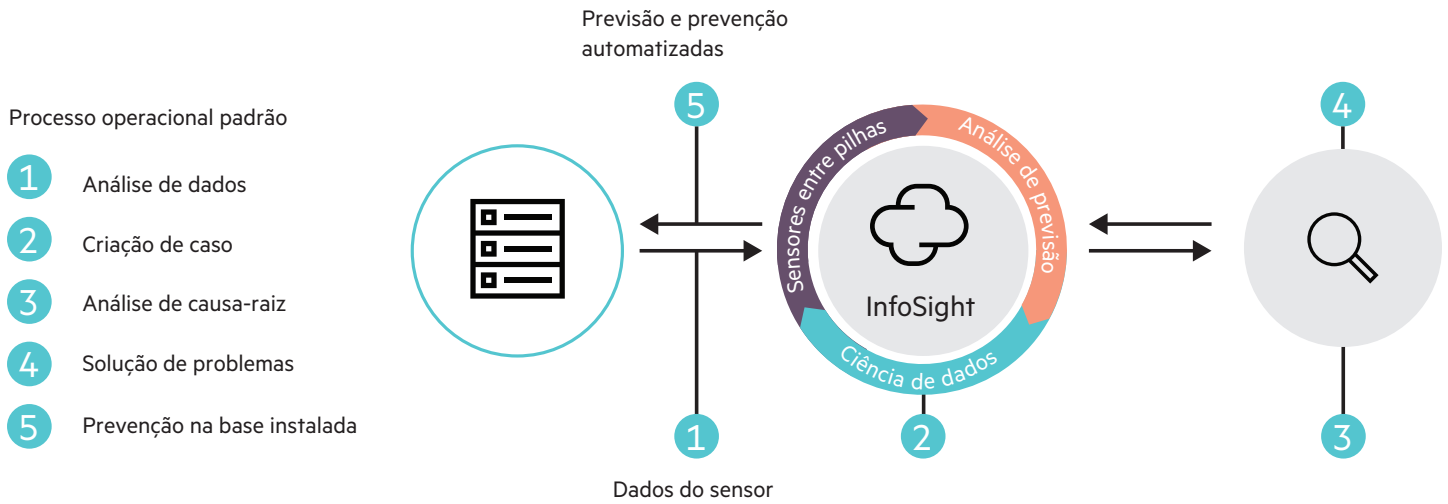 Previsão e prevenção
automatizadas
Processo operacional padrão
1 Análise de dados
2 Criação de caso
3 Análise de causa-raiz
4 Solução de problemas
5 Prevenção na base instalada
5
1
Dados do sensor
Sensores entre pilhas
Análise de previsão
Ciência de dados
InfoSight
2
4
3